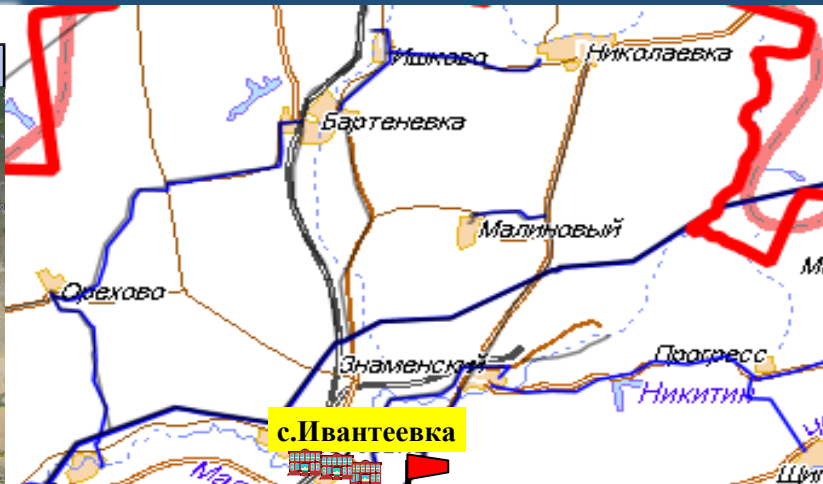 Ишково
Николаевка
Бартеневка
Малиновый
Орехово
Знаменский
Прогресс
Никитин
с.Ивантеевка